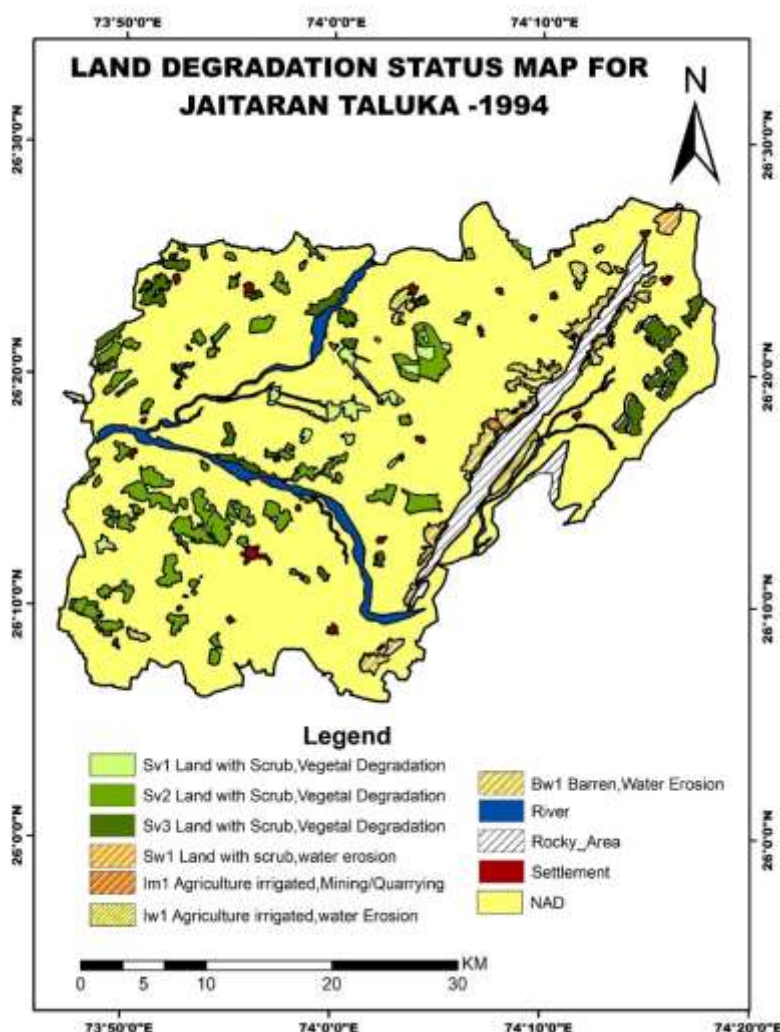 73°50'0"E 74°0'0"E 74°10'0"E
LAND DEGRADATION STATUS MAP FOR
JAITARAN TALUKA -1994
N
26°30'0"N 26°30'0"N
26°20'0"N 26°20'0"N
26°10'0"N 26°10'0"N
26°0'0"N 26°0'0"N
Legend
Sv1 Land with Scrub,Vegetal Degradation
Sv2 Land with Scrub,Vegetal Degradation
Sv3 Land with Scrub,Vegetal Degradation
Sw1 Land with scrub,water erosion
Im1 Agriculture irrigated,Mining/Quarrying
Iw1 Agriculture irrigated,water Erosion
Bw1 Barren,Water Erosion
River
Rocky_Area
Settlement
NAD
KM
0 5 10 20 30
73°50'0"E 74°0'0"E 74°10'0"E 74°20'0"E